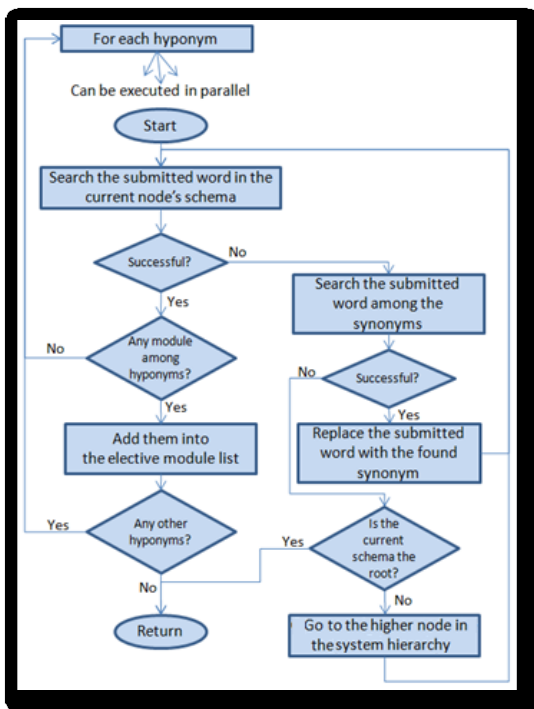 For each hyponym
Can be executed in parallel
Start
Search the submitted word in the
current node's schema
Successful?
No
Yes
Search the submitted
word among the
synonyms
Any module
among
hyponyms?
No
Yes
Successful?
No
Yes
Add them into
the elective module list
Replace the submitted
word with the found
synonym
Any other
hyponyms?
Yes
No
Is the
current
schema the
root?
Yes
No
Return
Go to the higher node in
the system hierarchy